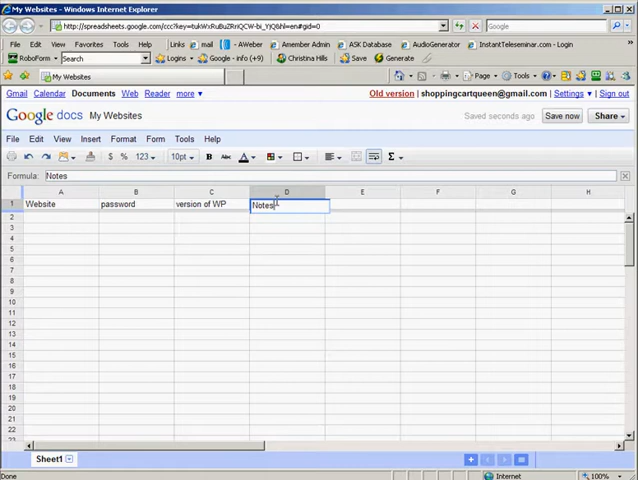 My Websites - Windows Internet Explorer
Google
File Edit View Favorites Tools Help Links mail AWeber Amember Admin ASK Database AudioGenerator InstantTeleseminar.com - Login
RoboForm Search Logins Google - info (+9) Christina Hills Save Generate
My Websites Page Tools
Gmail Calendar Documents Web Reader more Old version | shoppingcartqueen@gmail.com | Settings | Sign out
Google docs My Websites Saved seconds ago Save now Share
File Edit View Insert Format Form Tools Help
$ % 123 10pt B A Σ
Formula: Notes
A B C D E F G H
1 Website password version of WP Notes
2
3
4
5
6
7
8
9
10
11
12
13
14
15
16
17
18
19
20
21
22
23
Sheet1
Done Internet 100%